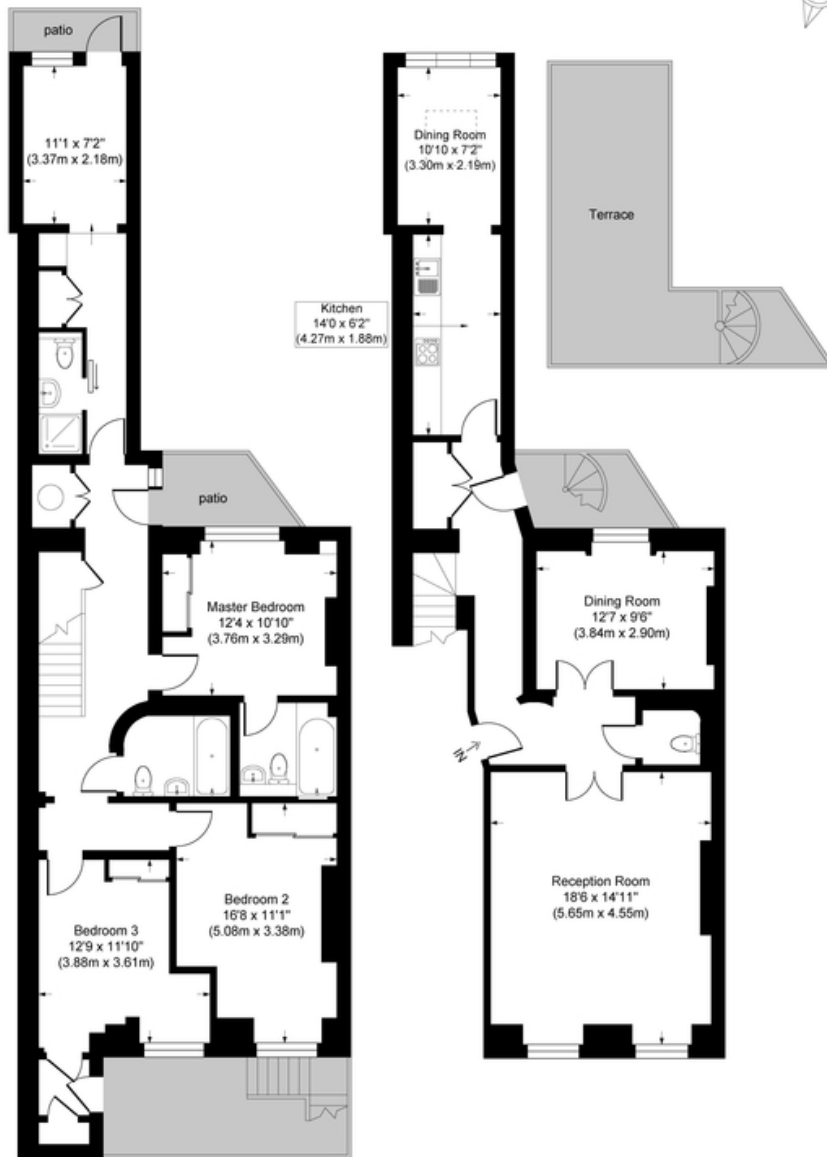 patio
11'1 x 7'2"
(3.37m x 2.18m)
patio
Master Bedroom
12'4 x 10'10"
(3.76m x 3.29m)
Bedroom 2
16'8 x 11'1"
(5.08m x 3.38m)
Bedroom 3
12'9 x 11'10"
(3.88m x 3.61m)
Dining Room
10'10 x 7'2"
(3.30m x 2.19m)
Kitchen
14'0 x 6'2"
(4.27m x 1.88m)
Terrace
Dining Room
12'7 x 9'6"
(3.84m x 2.90m)
IN
Reception Room
18'6 x 14'11"
(5.65m x 4.55m)